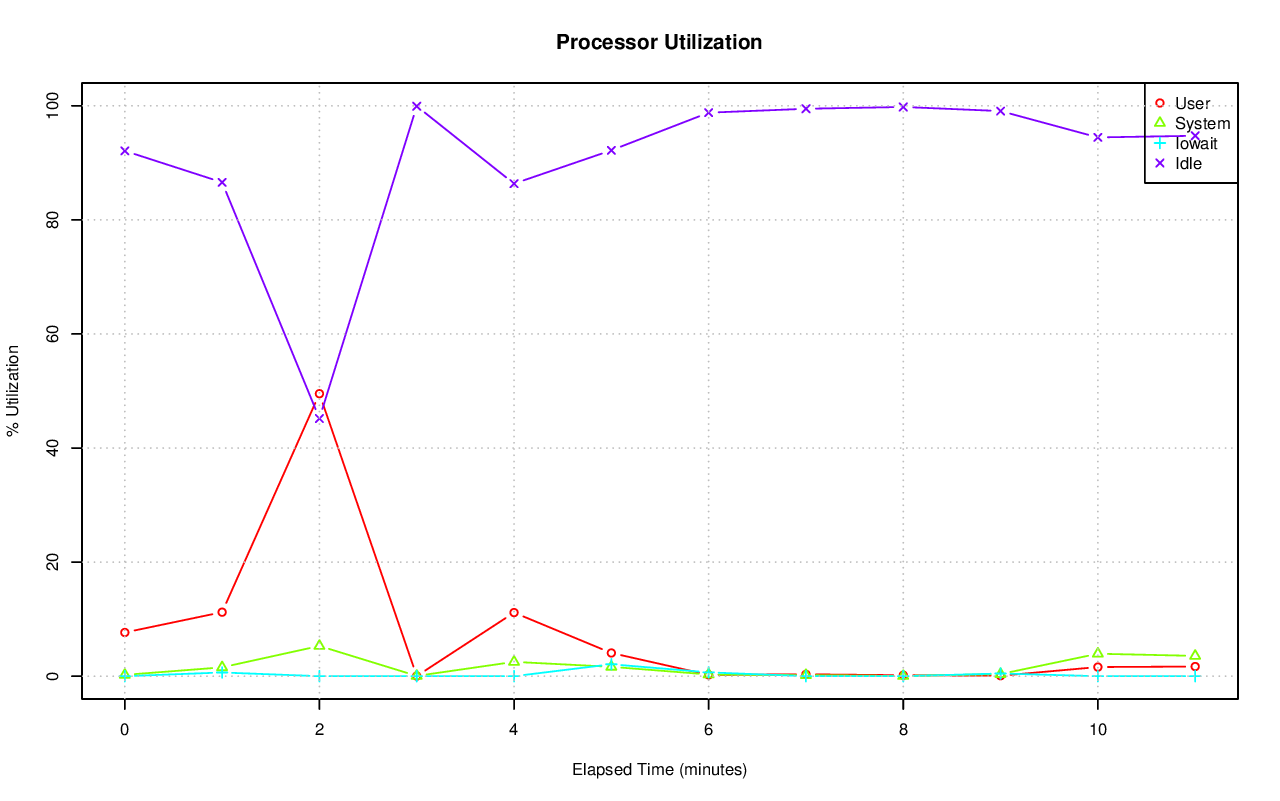 Processor Utilization
% Utilization
100
80
60
40
20
0
User
System
Iowait
Idle
0 2 4 6 8 10
Elapsed Time (minutes)